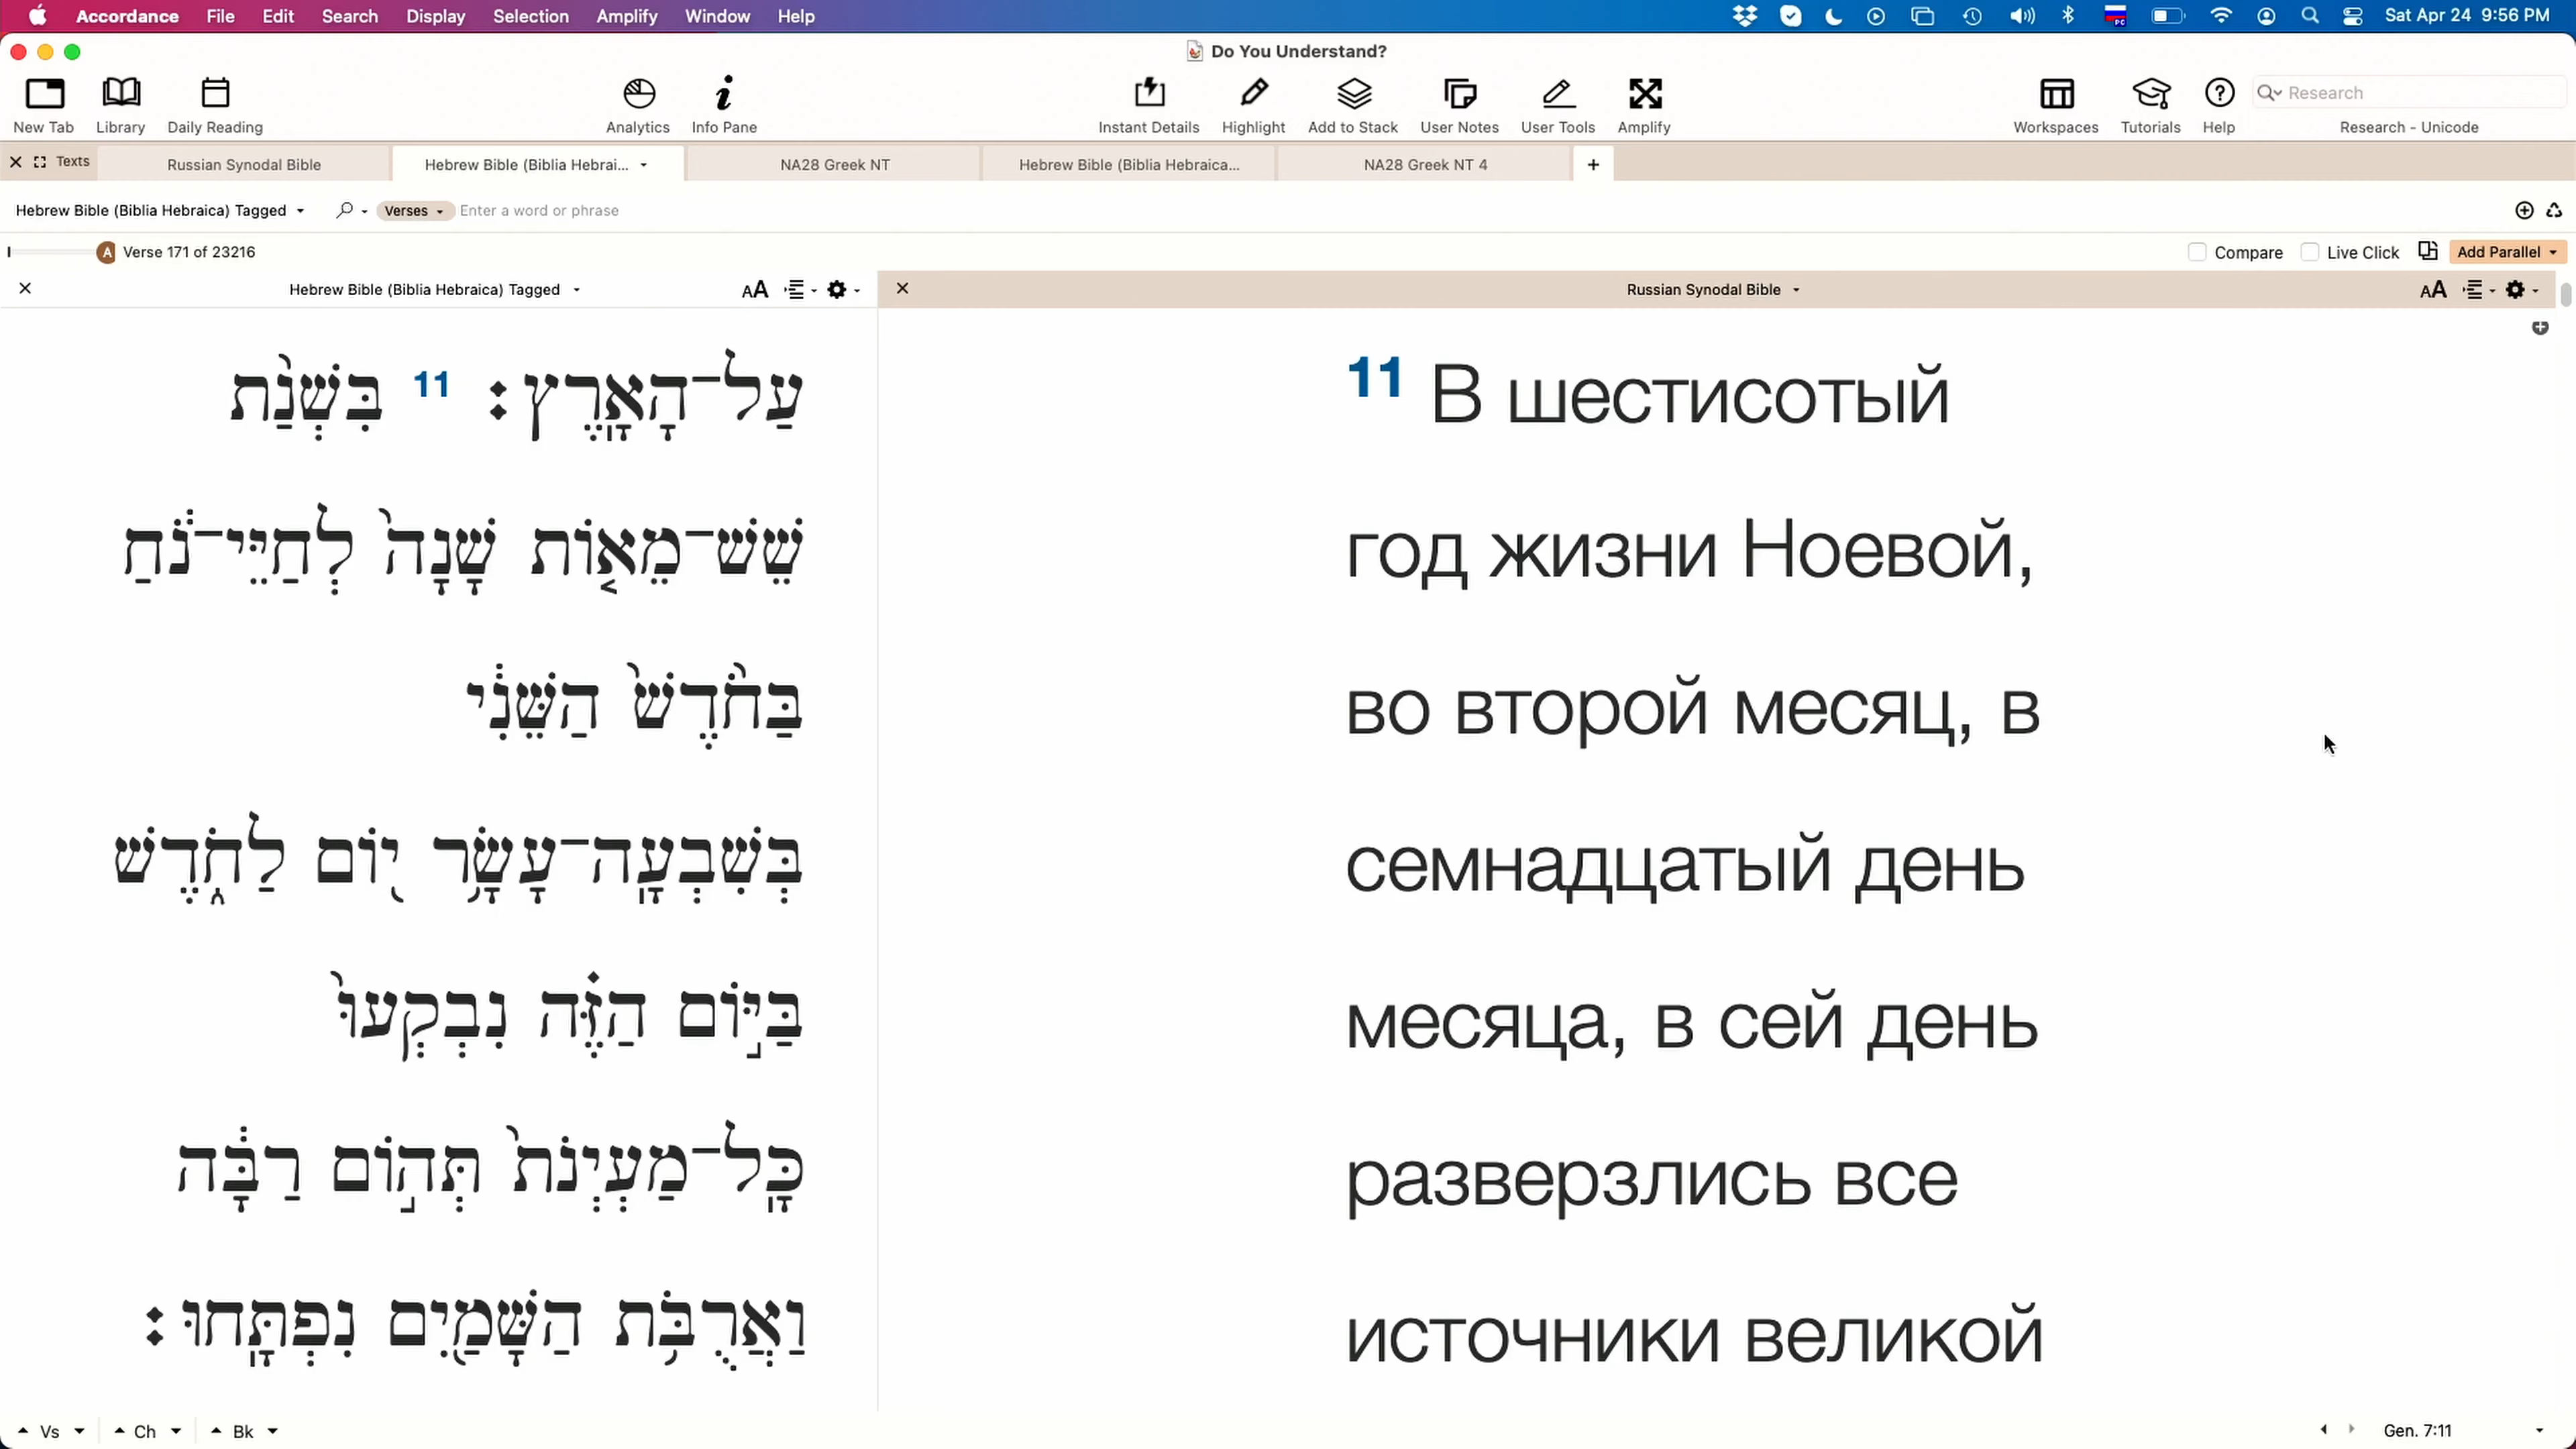 Accordance File Edit Search Display Selection Amplify Window Help Sat Apr 24 9:56 PM
Do You Understand?
New Tab Library Daily Reading Analytics Info Pane Instant Details Highlight Add to Stack User Notes User Tools Amplify Workspaces Tutorials Help Research
Research - Unicode
Texts Russian Synodal Bible Hebrew Bible (Biblia Hebrai... NA28 Greek NT Hebrew Bible (Biblia Hebraica... NA28 Greek NT 4 +
Hebrew Bible (Biblia Hebraica) Tagged Verses Enter a word or phrase
A Verse 171 of 23216 Compare Live Click Add Parallel
Hebrew Bible (Biblia Hebraica) Tagged
עַל־הָאָֽרֶץ׃ 11 בִּשְׁנַ֨ת
שֵׁשׁ־מֵא֤וֹת שָׁנָה֙ לְחַיֵּי־נֹ֔חַ
בַּחֹ֙דֶשׁ֙ הַשֵּׁנִ֔י
בְּשִׁבְעָֽה־עָשָׂ֥ר י֖וֹם לַחֹ֑דֶשׁ
בַּיּ֣וֹם הַזֶּ֗ה נִבְקְעוּ֙
כָּֽל־מַעְיְנֹת֙ תְּה֣וֹם רַבָּ֔ה
וַאֲרֻבֹּ֥ת הַשָּׁמַ֖יִם נִפְתָּֽחוּ׃
Russian Synodal Bible
11 В шестисотый
год жизни Ноевой,
во второй месяц, в
семнадцатый день
месяца, в сей день
разверзлись все
источники великой
Vs Ch Bk Gen. 7:11